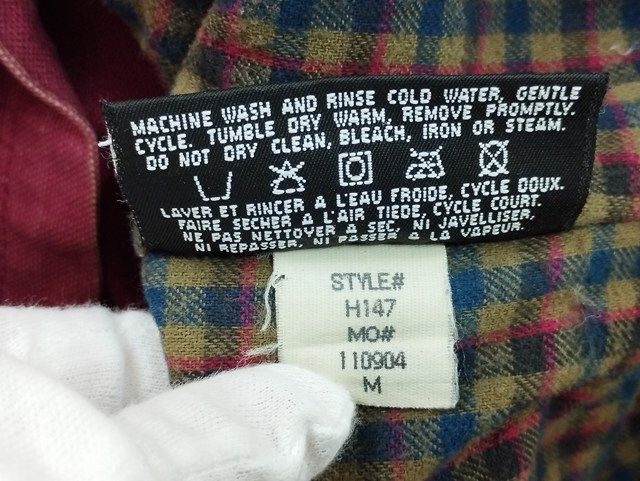 MACHINE WASH AND RINSE COLD WATER, GENTLE
CYCLE. TUMBLE DRY WARM, REMOVE PROMPTLY.
DO NOT DRY CLEAN, BLEACH, IRON OR STEAM.
LAVER ET RINCER A L'EAU FROIDE, CYCLE DOUX.
FAIRE SECHER A L'AIR TIEDE, CYCLE COURT.
NE PAS NETTOYER A SEC, NI JAVELLISER,
NI REPASSER, NI PASSER A LA VAPEUR.
STYLE#
H147
MO#
110904
M